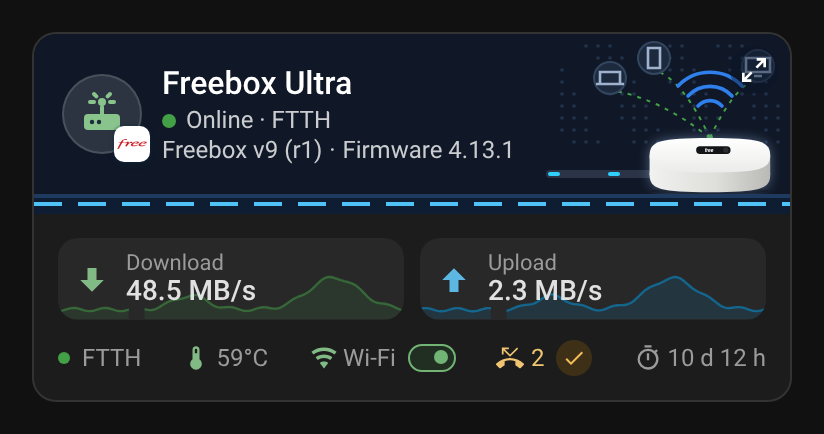 Freebox Ultra
Online · FTTH
free
Freebox v9 (r1) · Firmware 4.13.1
free
Download
48.5 MB/s
Upload
2.3 MB/s
FTTH
59°C
Wi-Fi
2
10 d 12 h